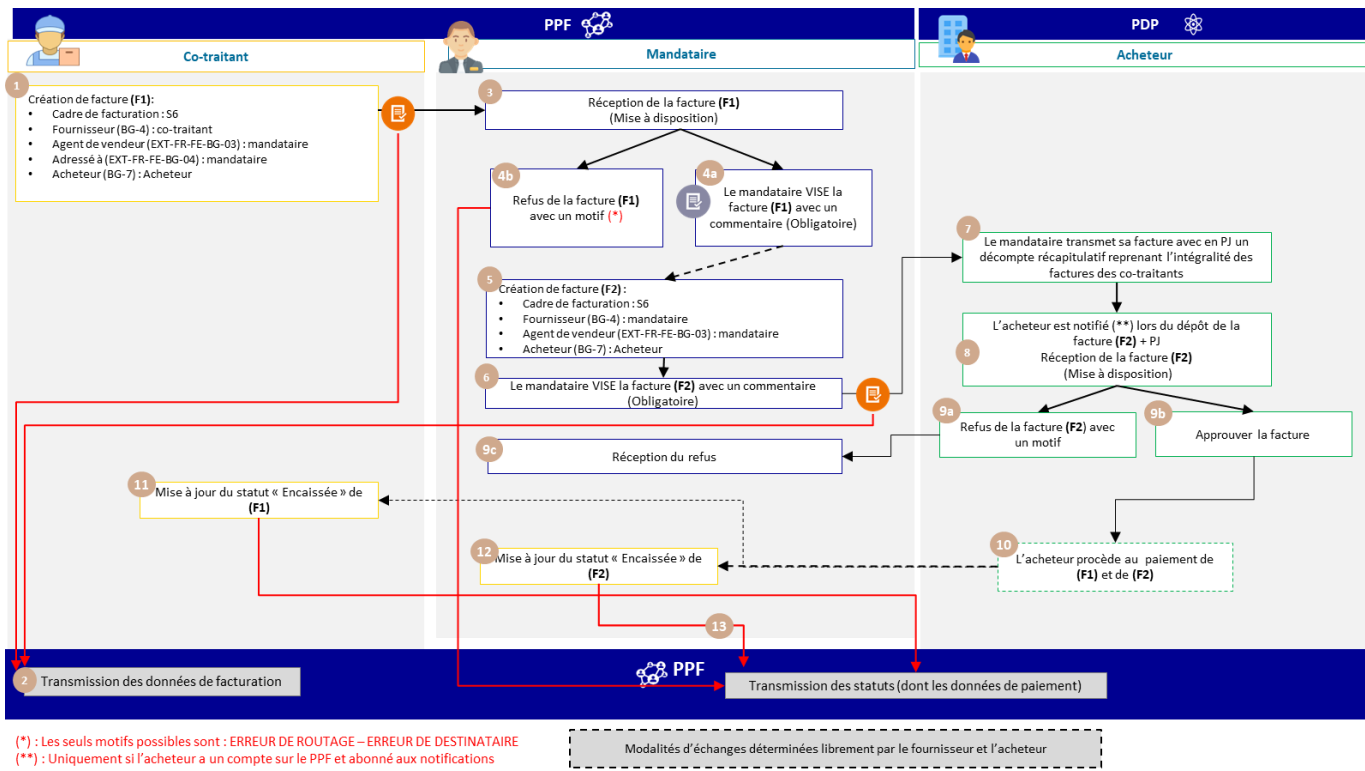 PPF
PDP
Co-traitant
Mandataire
Acheteur
1
Création de facture (F1):
• Cadre de facturation : S6
• Fournisseur (BG-4) : co-traitant
• Agent de vendeur (EXT-FR-FE-BG-03) : mandataire
• Adressé à (EXT-FR-FE-BG-04) : mandataire
• Acheteur (BG-7) : Acheteur
3
Réception de la facture (F1)
(Mise à disposition)
4b
Refus de la facture (F1)
avec un motif (*)
4a
Le mandataire VISE la
facture (F1) avec un
commentaire (Obligatoire)
5
Création de facture (F2) :
• Cadre de facturation : S6
• Fournisseur (BG-4) : mandataire
• Agent de vendeur (EXT-FR-FE-BG-03) : mandataire
• Acheteur (BG-7) : Acheteur
6
Le mandataire VISE la facture (F2) avec un commentaire
(Obligatoire)
7
Le mandataire transmet sa facture avec en PJ un
décompte récapitulatif reprenant l'intégralité des
factures des co-traitants
8
L'acheteur est notifié (**) lors du dépôt de la
facture (F2) + PJ
Réception de la facture (F2)
(Mise à disposition)
9a
Refus de la facture (F2) avec
un motif
9b
Approuver la facture
9c
Réception du refus
11
Mise à jour du statut « Encaissée » de
(F1)
12
Mise à jour du statut « Encaissée » de
(F2)
10
L'acheteur procède au paiement de
(F1) et de (F2)
13
PPF
2
Transmission des données de facturation
Transmission des statuts (dont les données de paiement)
(*) : Les seuls motifs possibles sont : ERREUR DE ROUTAGE – ERREUR DE DESTINATAIRE
(**) : Uniquement si l'acheteur a un compte sur le PPF et abonné aux notifications
Modalités d'échanges déterminées librement par le fournisseur et l'acheteur